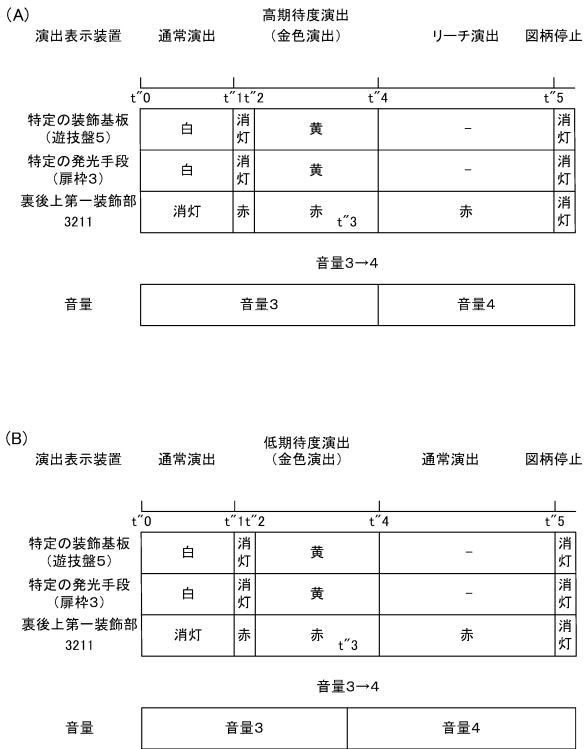 (A)
高期待度演出
演出表示装置 通常演出 (金色演出) リーチ演出 図柄停止
t"0 t"1 t"2 t"4 t"5
特定の装飾基板
(遊技盤5)
白 消灯 黄 - 消灯
特定の発光手段
(扉枠3)
白 消灯 黄 - 消灯
裏後上第一装飾部
3211
消灯 赤 赤 t"3 赤 消灯
音量3→4
音量 音量3 音量4
(B)
低期待度演出
演出表示装置 通常演出 (金色演出) 通常演出 図柄停止
t"0 t"1 t"2 t"4 t"5
特定の装飾基板
(遊技盤5)
白 消灯 黄 - 消灯
特定の発光手段
(扉枠3)
白 消灯 黄 - 消灯
裏後上第一装飾部
3211
消灯 赤 赤 t"3 赤 消灯
音量3→4
音量 音量3 音量4